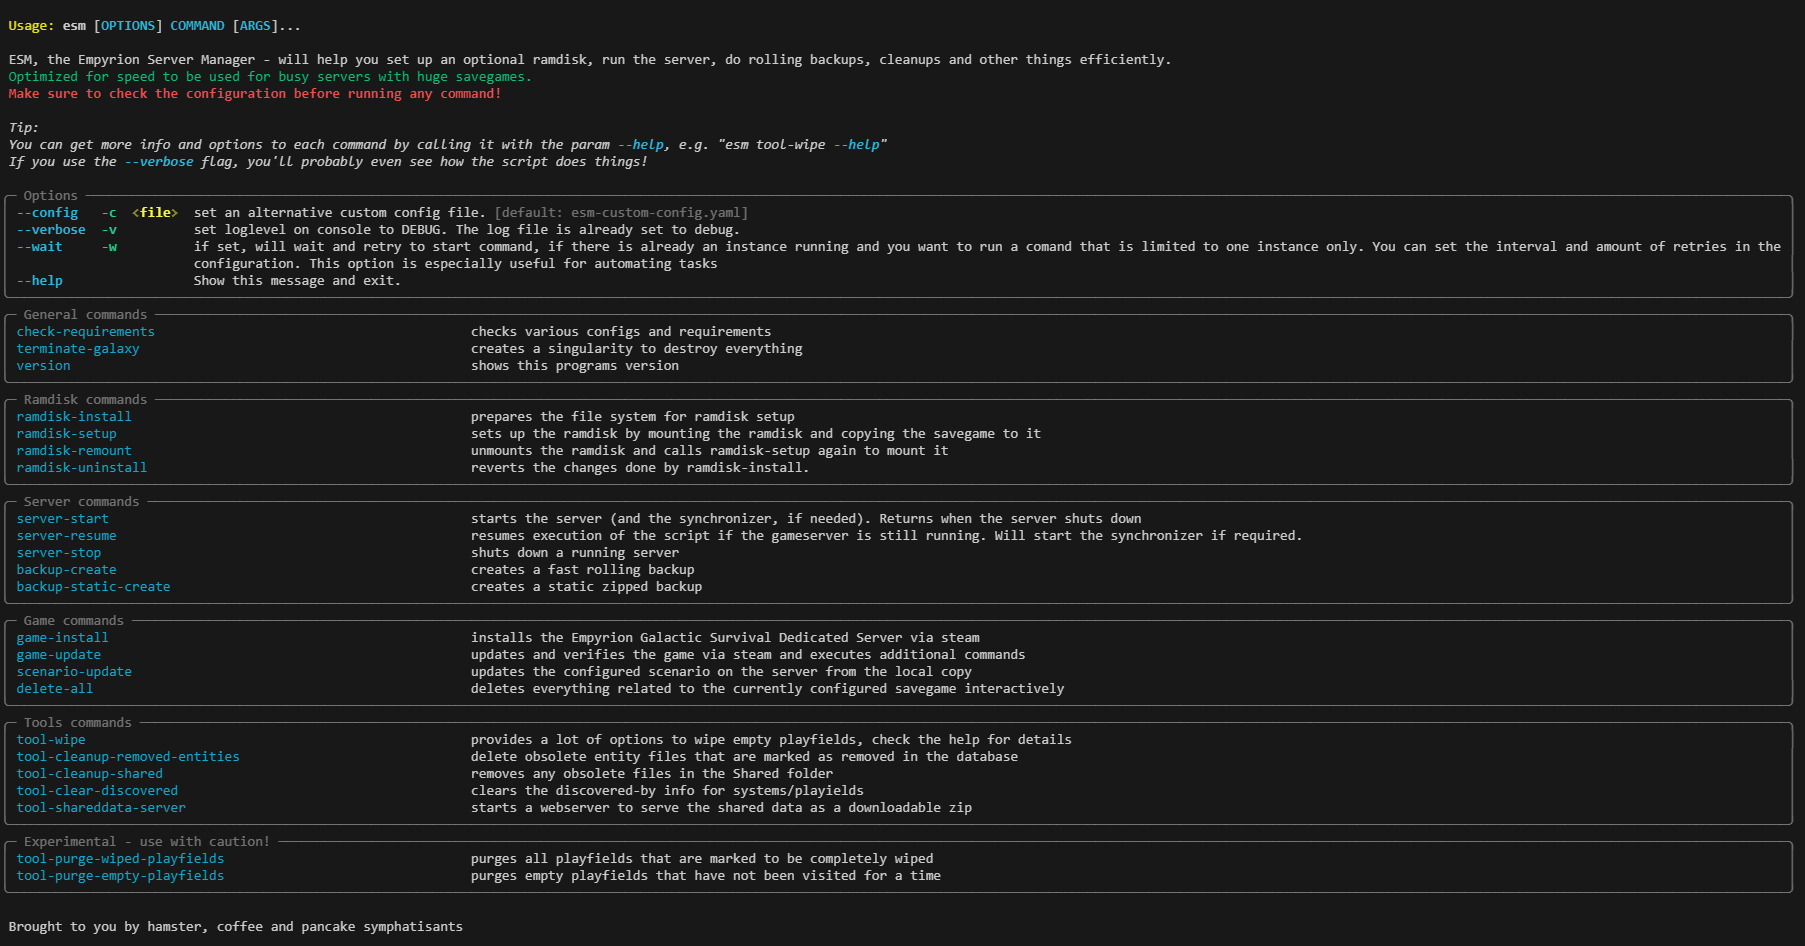 Usage: esm [OPTIONS] COMMAND [ARGS]...
ESM, the Empyrion Server Manager - will help you set up an optional ramdisk, run the server, do rolling backups, cleanups and other things efficiently.
Optimized for speed to be used for busy servers with huge savegames.
Make sure to check the configuration before running any command!
Tip:
You can get more info and options to each command by calling it with the param --help, e.g. "esm tool-wipe --help"
If you use the --verbose flag, you'll probably even see how the script does things!
Options
--config -c <file> set an alternative custom config file. [default: esm-custom-config.yaml]
--verbose -v set loglevel on console to DEBUG. The log file is already set to debug.
--wait -w if set, will wait and retry to start command, if there is already an instance running and you want to run a comand that is limited to one instance only. You can set the interval and amount of retries in the
configuration. This option is especially useful for automating tasks
--help Show this message and exit.
General commands
check-requirements checks various configs and requirements
terminate-galaxy creates a singularity to destroy everything
version shows this programs version
Ramdisk commands
ramdisk-install prepares the file system for ramdisk setup
ramdisk-setup sets up the ramdisk by mounting the ramdisk and copying the savegame to it
ramdisk-remount unmounts the ramdisk and calls ramdisk-setup again to mount it
ramdisk-uninstall reverts the changes done by ramdisk-install.
Server commands
server-start starts the server (and the synchronizer, if needed). Returns when the server shuts down
server-resume resumes execution of the script if the gameserver is still running. Will start the synchronizer if required.
server-stop shuts down a running server
backup-create creates a fast rolling backup
backup-static-create creates a static zipped backup
Game commands
game-install installs the Empyrion Galactic Survival Dedicated Server via steam
game-update updates and verifies the game via steam and executes additional commands
scenario-update updates the configured scenario on the server from the local copy
delete-all deletes everything related to the currently configured savegame interactively
Tools commands
tool-wipe provides a lot of options to wipe empty playfields, check the help for details
tool-cleanup-removed-entities delete obsolete entity files that are marked as removed in the database
tool-cleanup-shared removes any obsolete files in the Shared folder
tool-clear-discovered clears the discovered-by info for systems/playields
tool-shareddata-server starts a webserver to serve the shared data as a downloadable zip
Experimental - use with caution!
tool-purge-wiped-playfields purges all playfields that are marked to be completely wiped
tool-purge-empty-playfields purges empty playfields that have not been visited for a time
Brought to you by hamster, coffee and pancake symphatisants